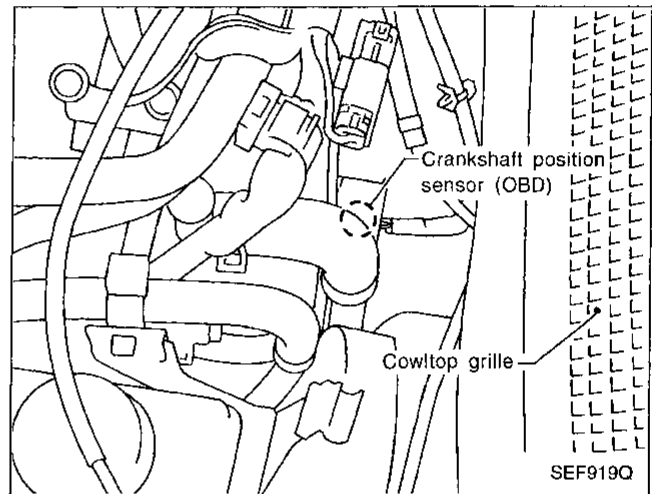 Crankshaft position
sensor (OBD)
Cowltop grille
SEF919Q